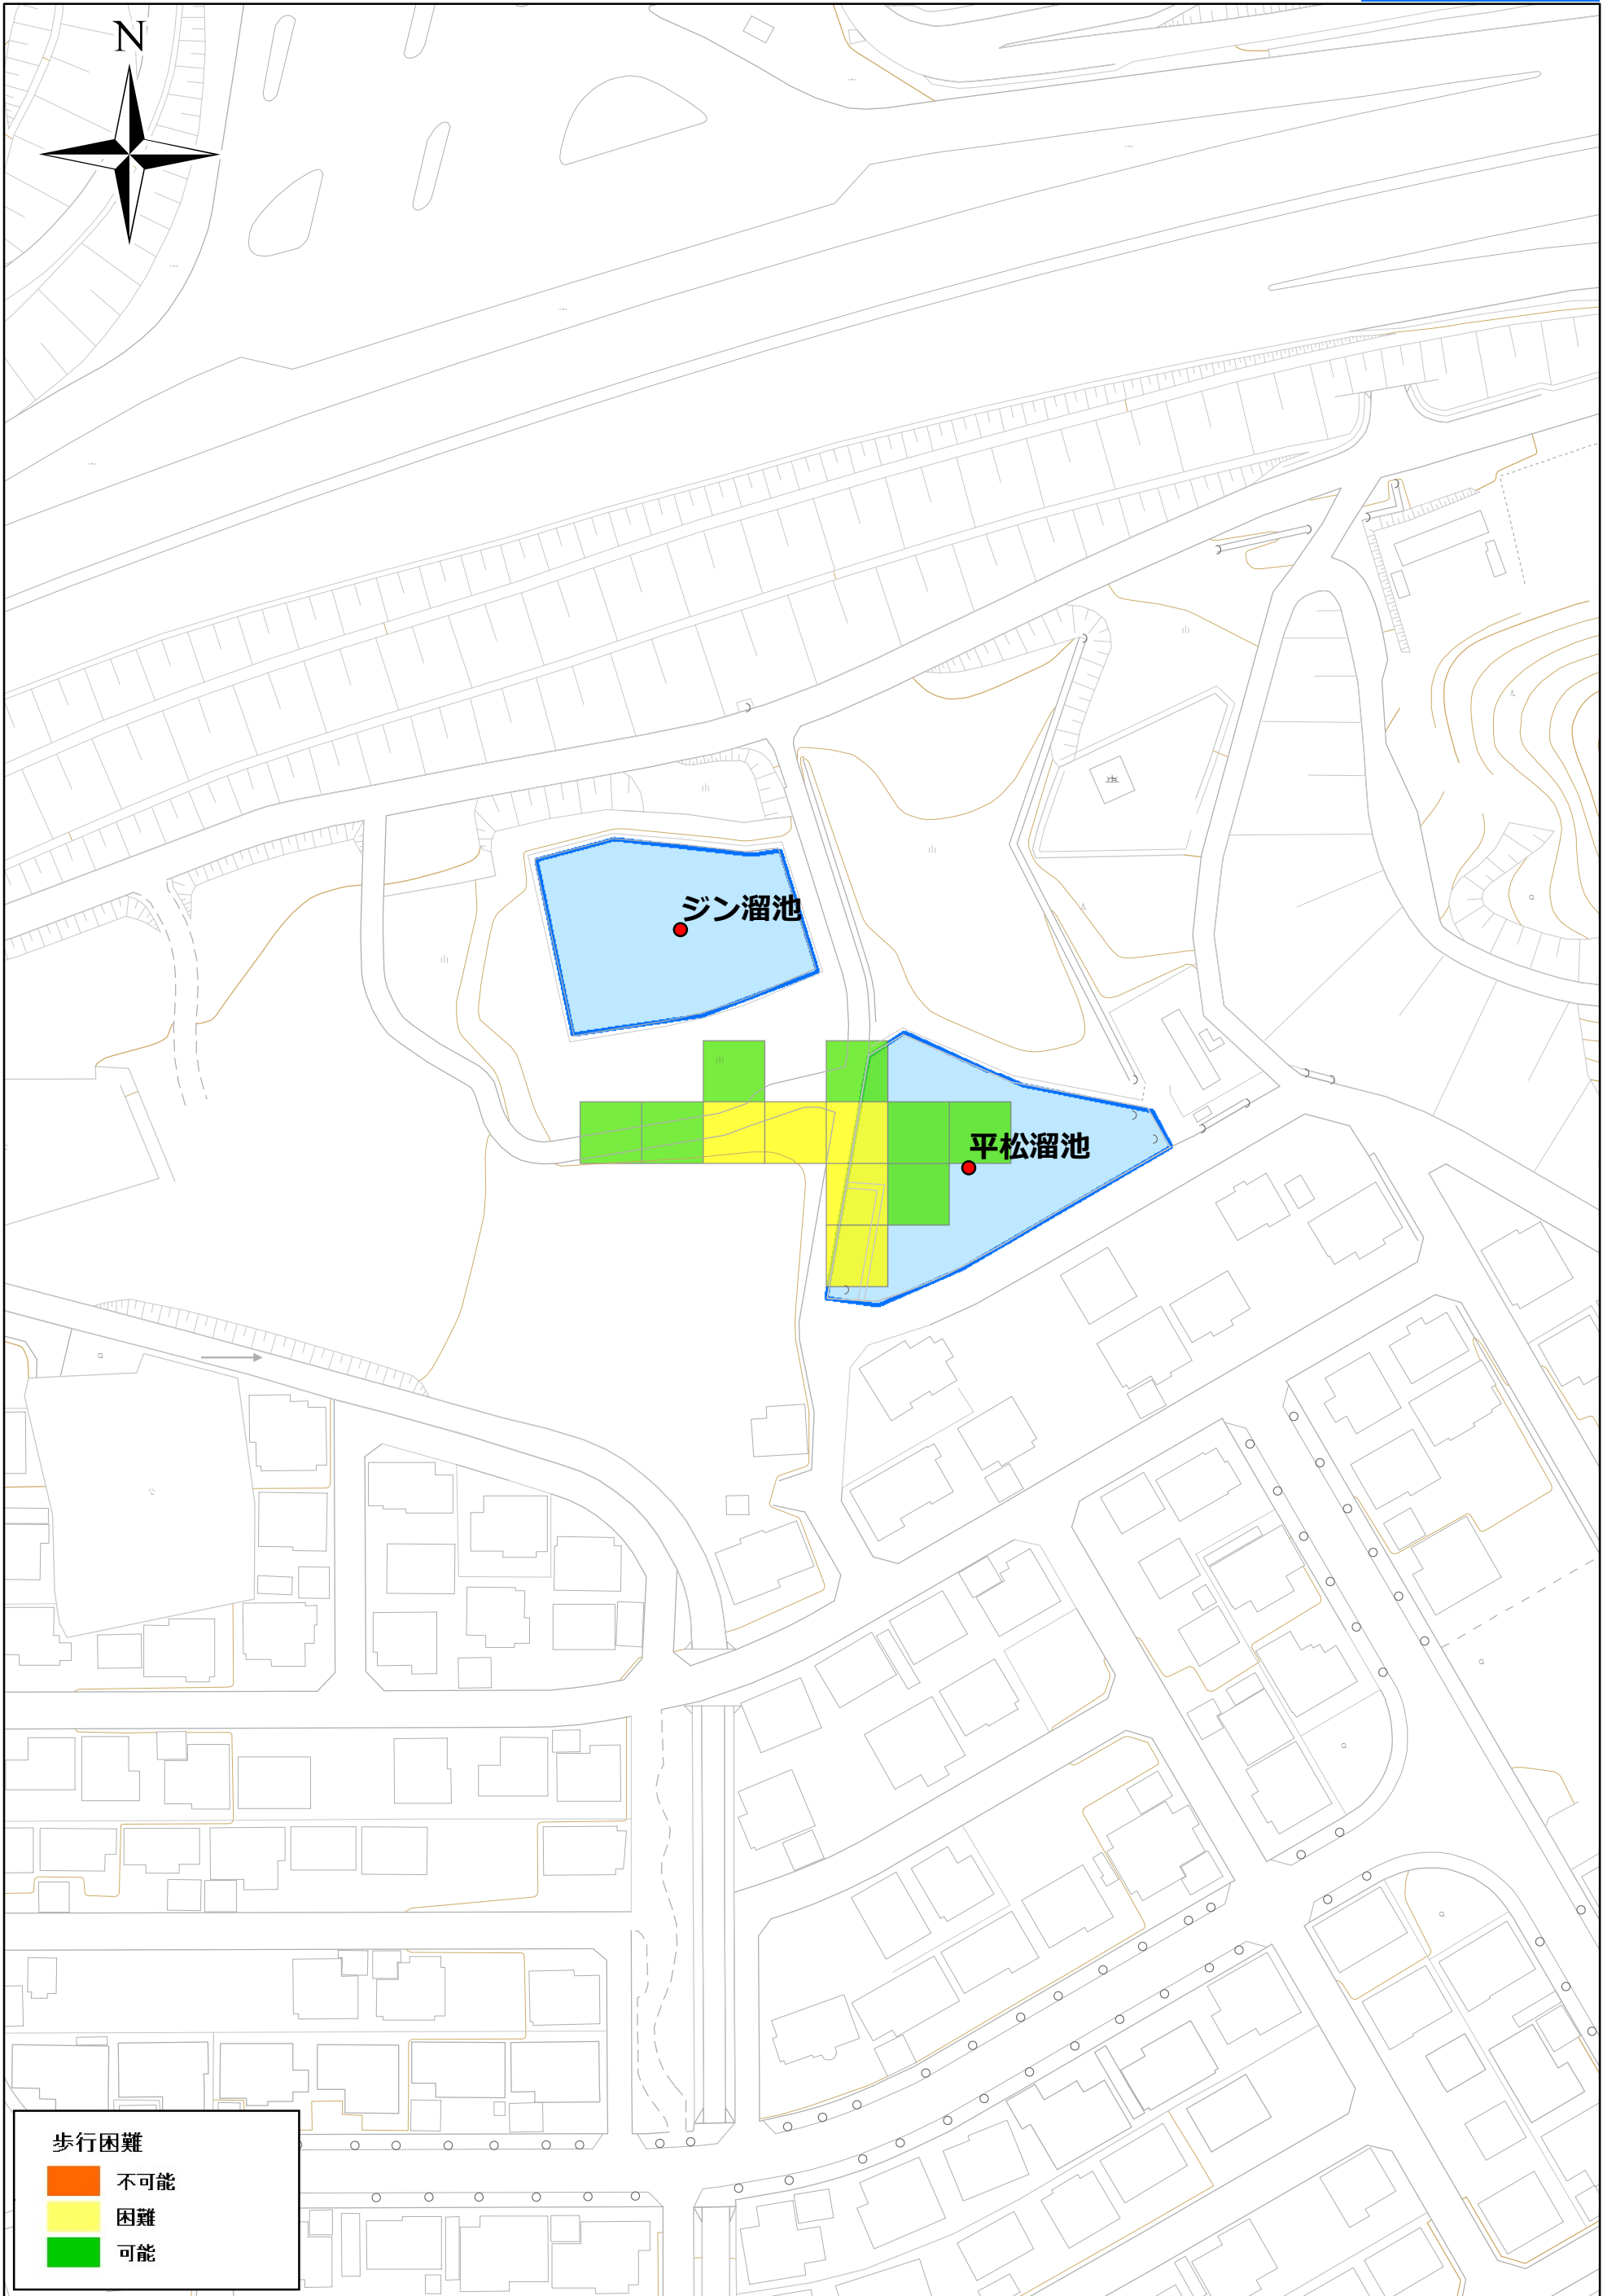 N
ジン溜池
平松溜池
歩行困難
不可能
困難
可能